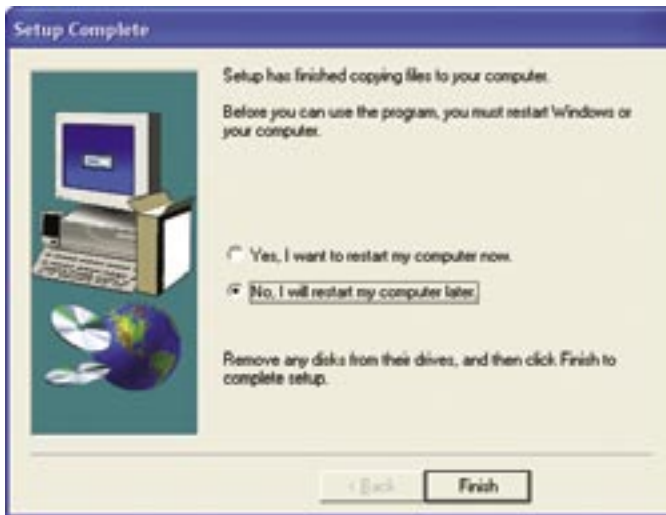 Setup Complete
Setup has finished copying files to your computer.
Before you can use the program, you must restart Windows or
your computer.
Yes, I want to restart my computer now.
No, I will restart my computer later.
Remove any disks from their drives, and then click Finish to
complete setup.
< Back
Finish